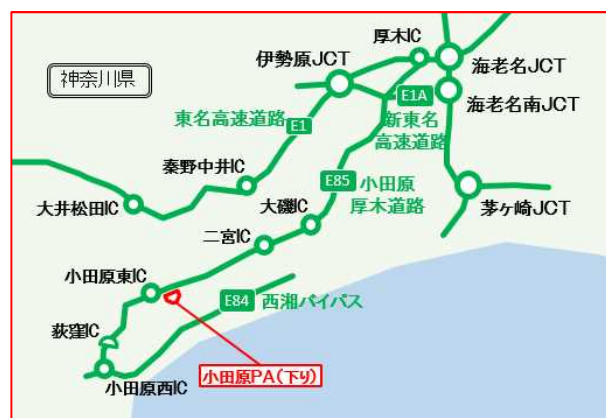 神奈川県
厚木IC
伊勢原JCT
海老名JCT
E1A
海老名南JCT
東名高速道路
E1
新東名
高速道路
秦野中井IC
E85
小田原
厚木道路
大井松田IC
大磯IC
茅ヶ崎JCT
二宮IC
小田原東IC
E84
西湘バイパス
荻窪IC
小田原PA(下り)
小田原西IC